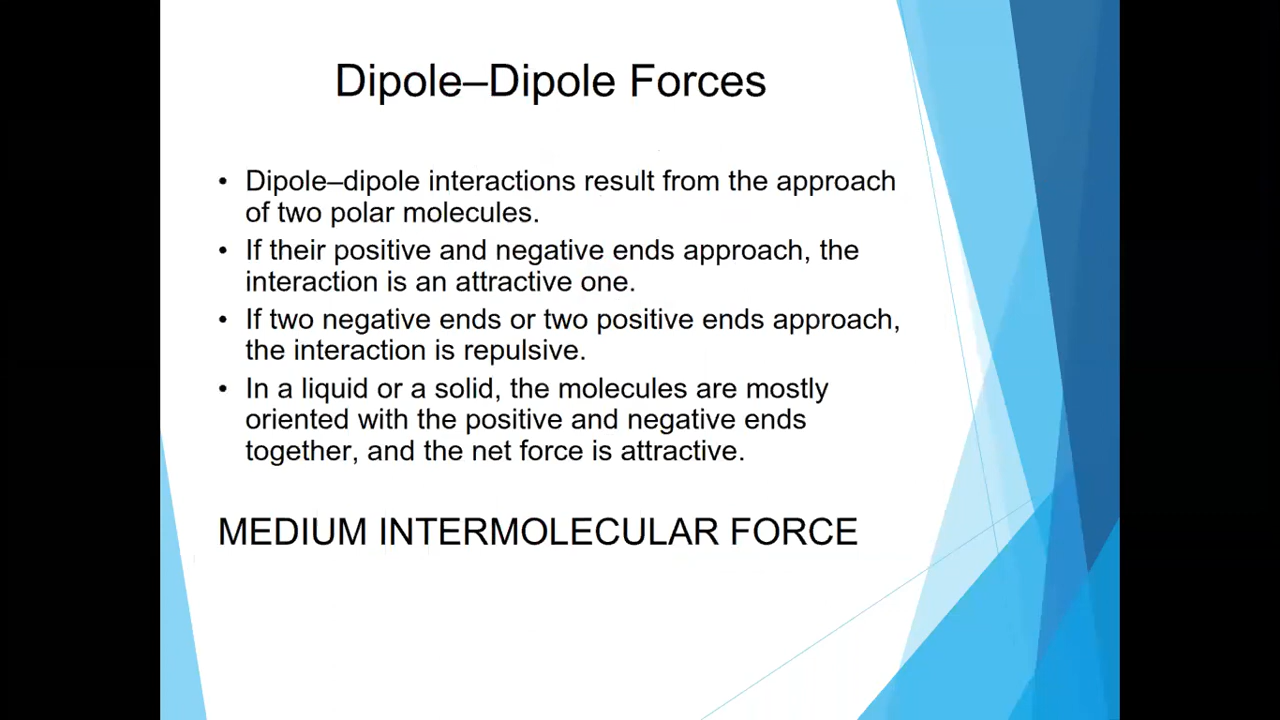 Dipole–Dipole Forces
• Dipole–dipole interactions result from the approach
of two polar molecules.
• If their positive and negative ends approach, the
interaction is an attractive one.
• If two negative ends or two positive ends approach,
the interaction is repulsive.
• In a liquid or a solid, the molecules are mostly
oriented with the positive and negative ends
together, and the net force is attractive.
MEDIUM INTERMOLECULAR FORCE